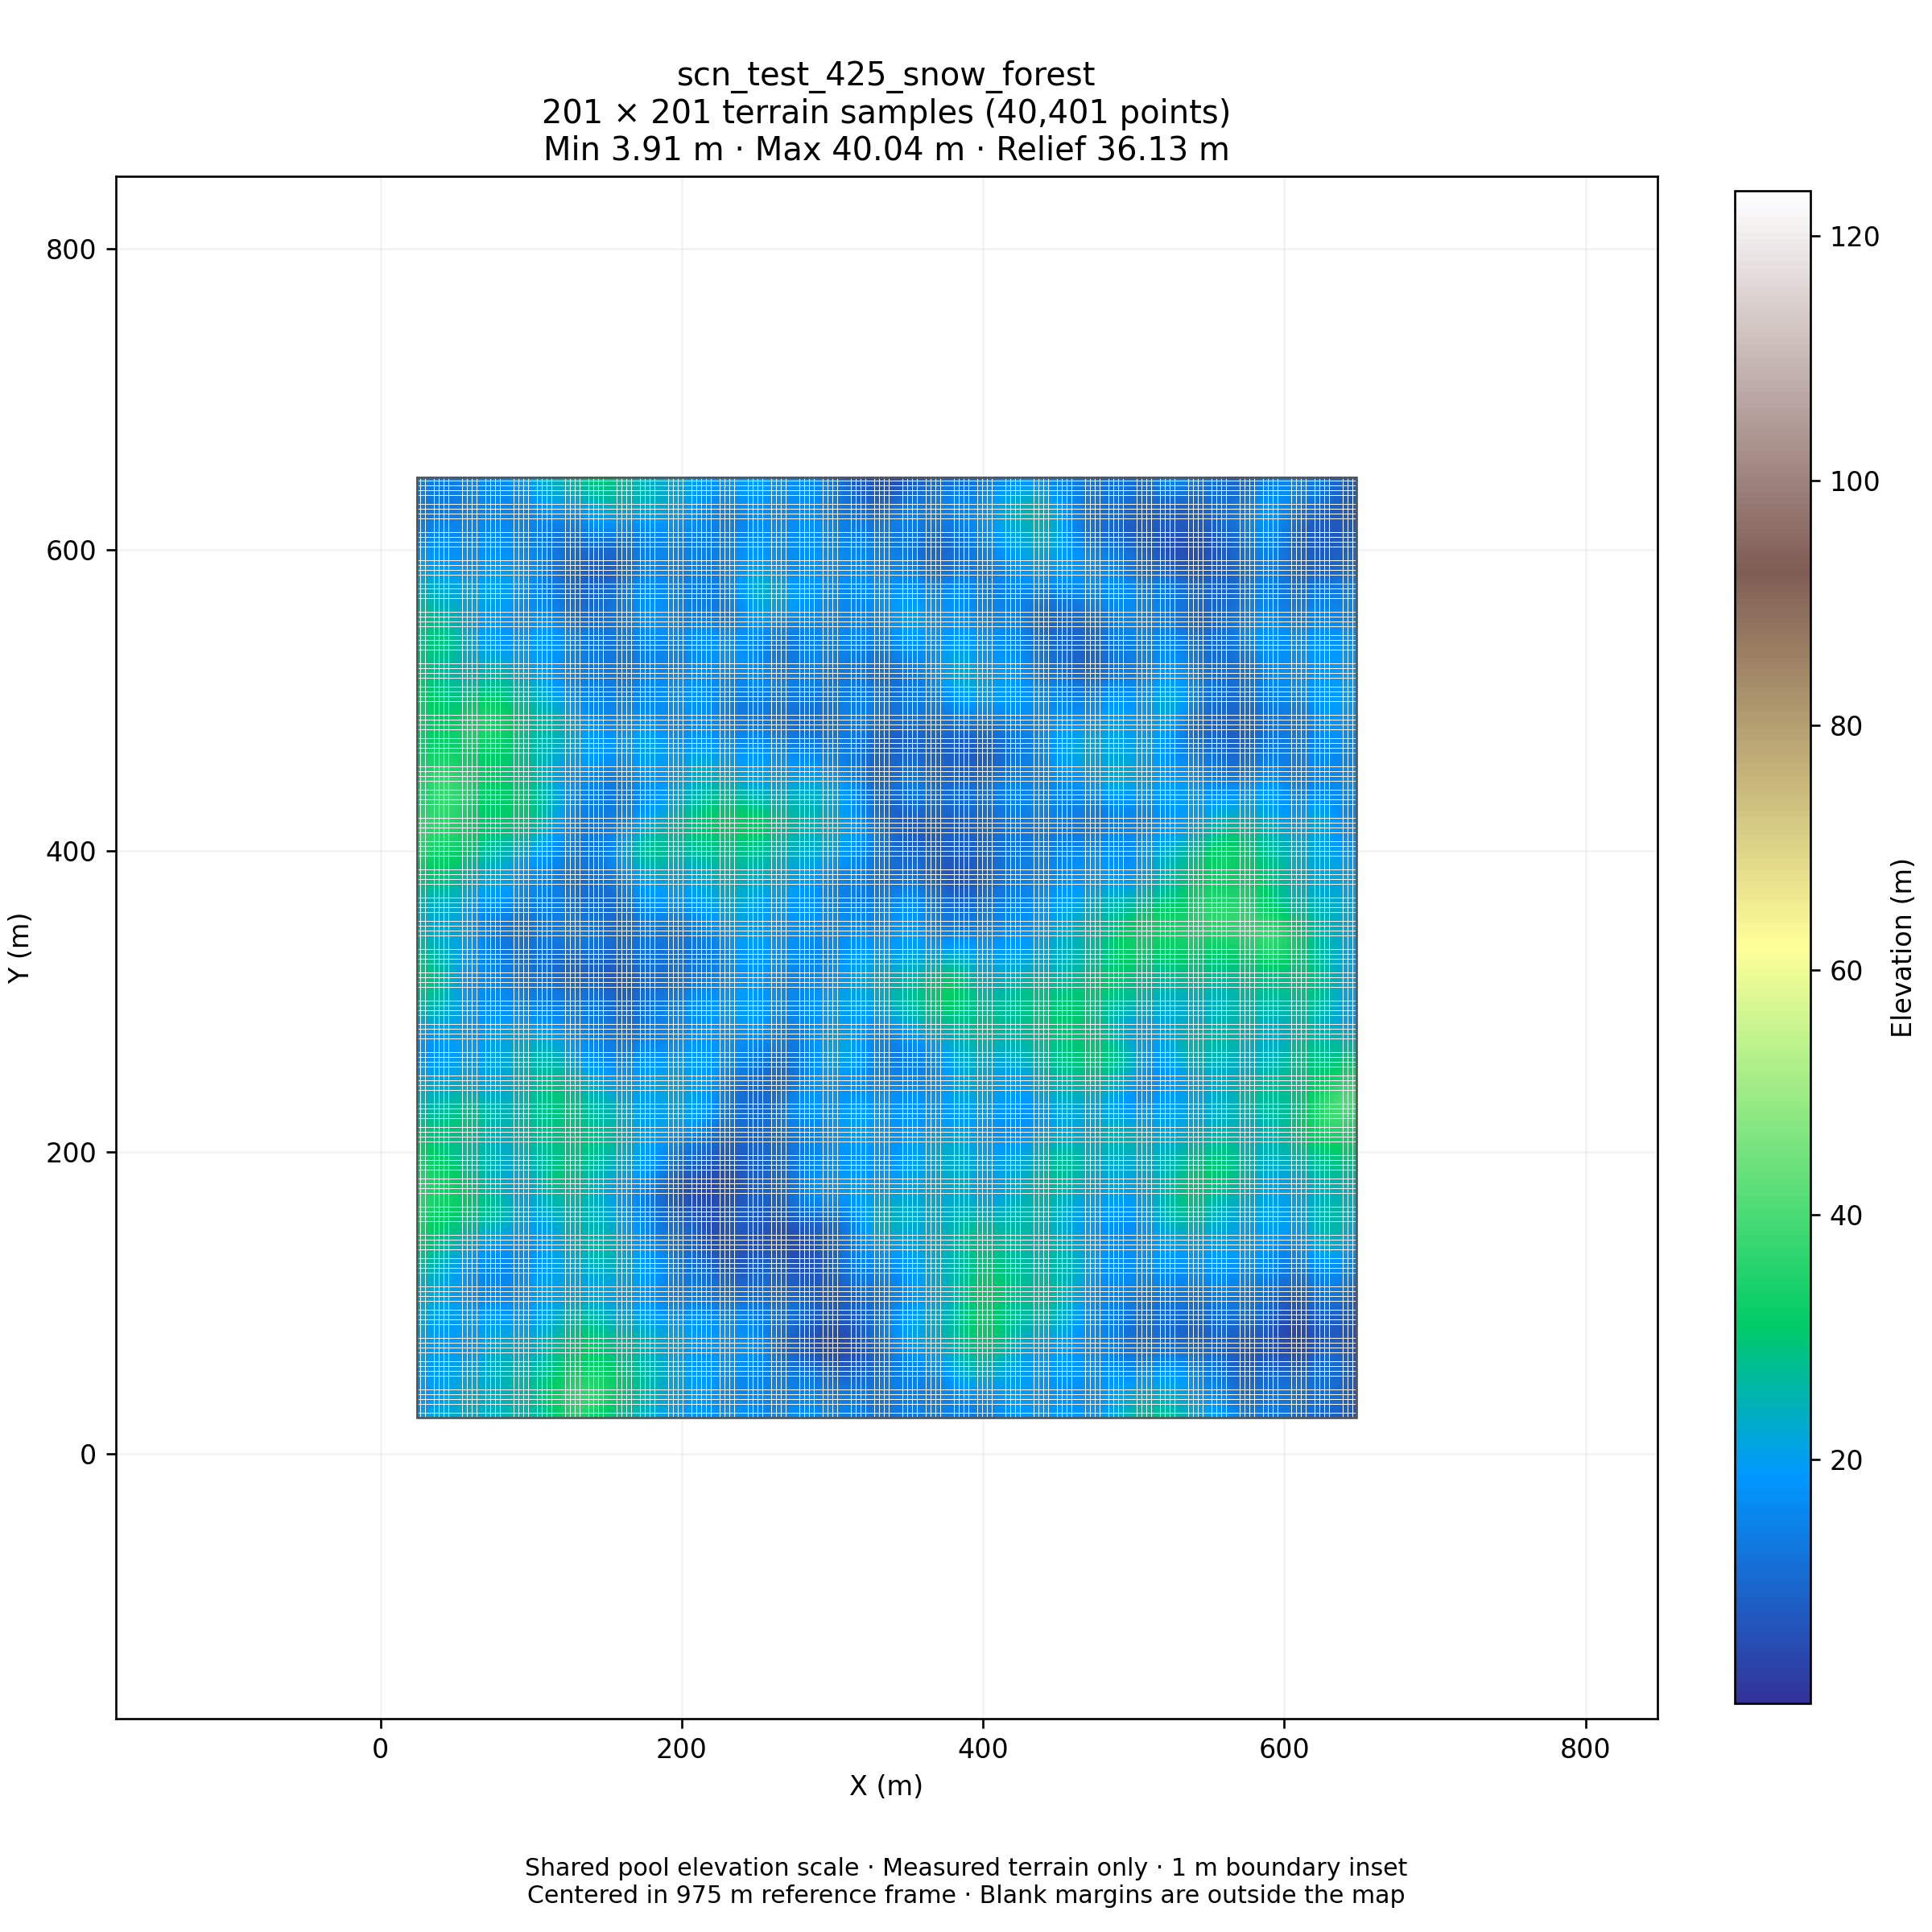 scn_test_425_snow_forest
201 × 201 terrain samples (40,401 points)
Min 3.91 m · Max 40.04 m · Relief 36.13 m
800
600
400
200
0
Y (m)
0
200
400
600
800
X (m)
120
100
80
60
40
20
Elevation (m)
Shared pool elevation scale · Measured terrain only · 1 m boundary inset
Centered in 975 m reference frame · Blank margins are outside the map